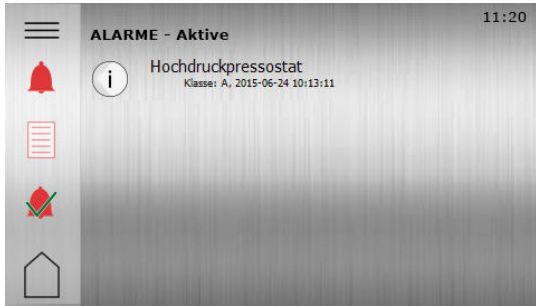 11:20
ALARME - Aktive
i
Hochdruckpressostat
Klasse: A, 2015-06-24 10:13:11